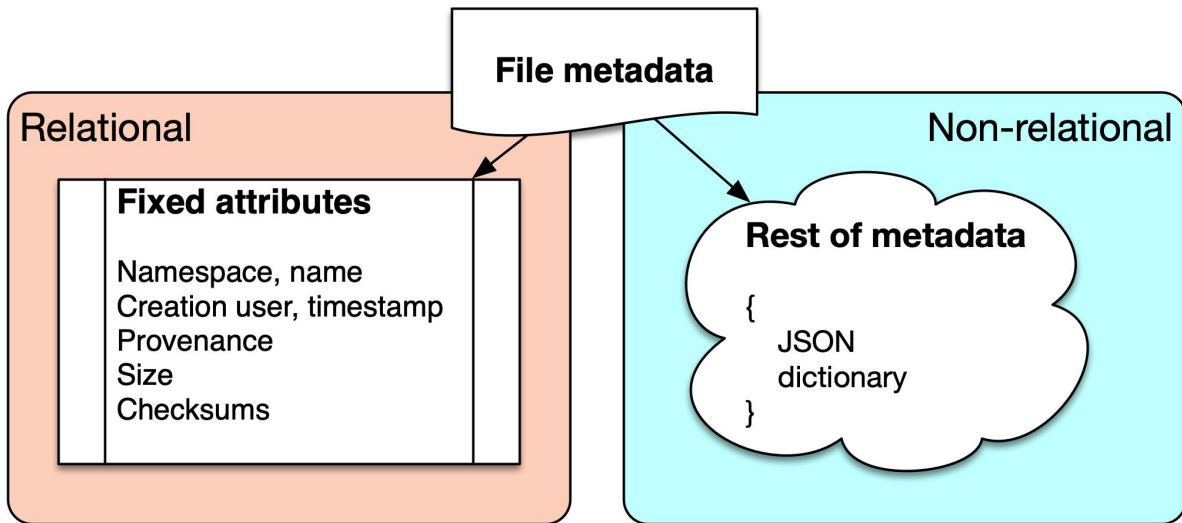 File metadata
Relational
Fixed attributes
Namespace, name
Creation user, timestamp
Provenance
Size
Checksums
Non-relational
Rest of metadata
{
JSON
dictionary
}